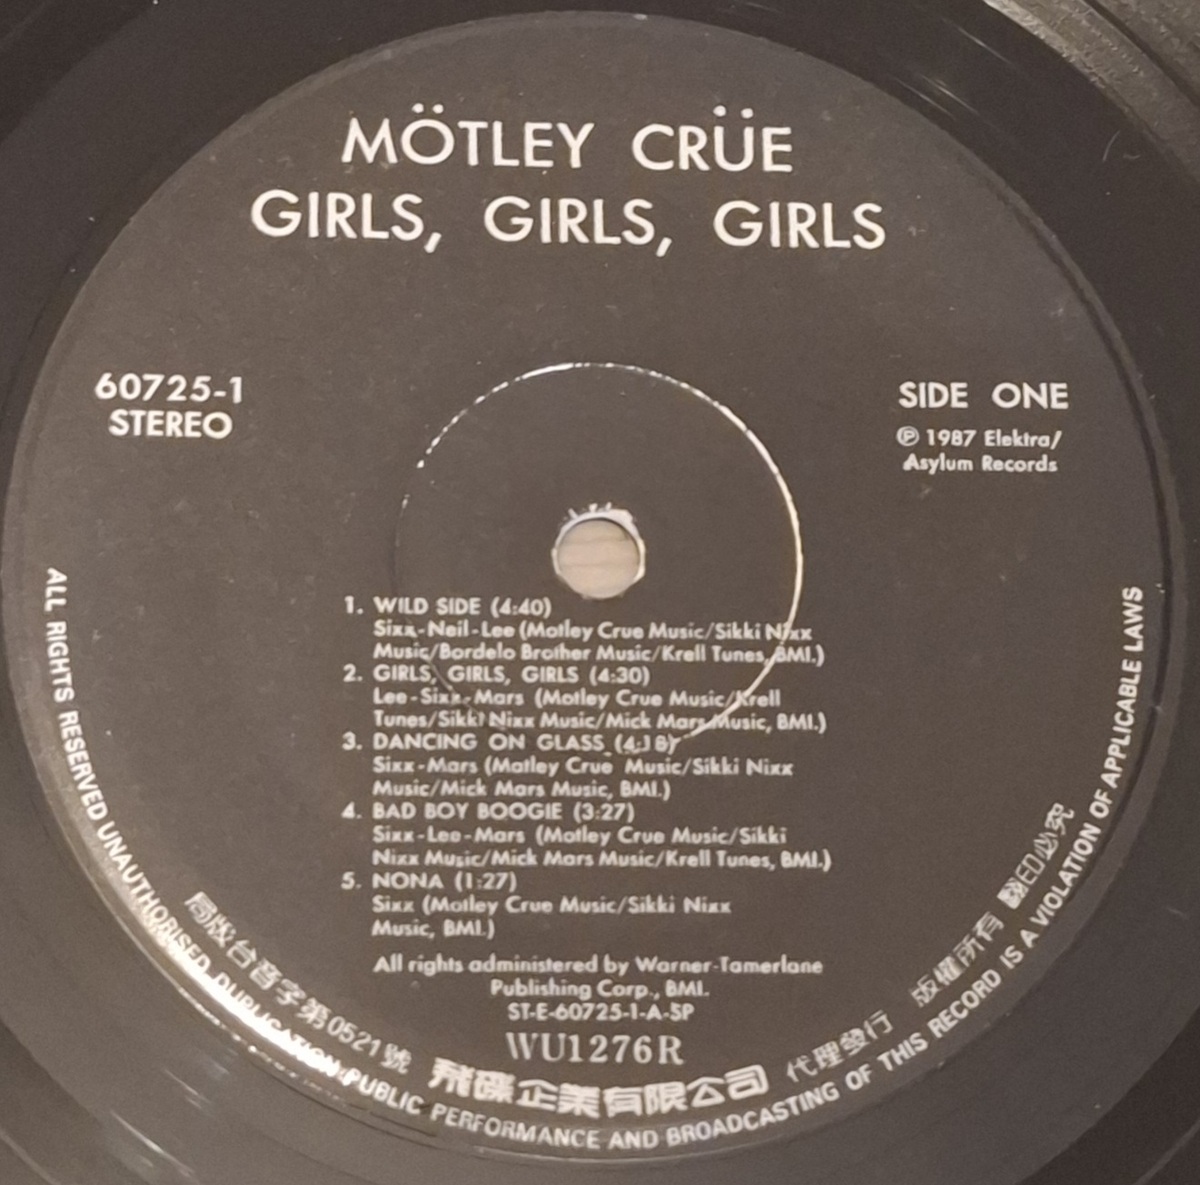 MÖTLEY CRÜE
GIRLS, GIRLS, GIRLS
60725-1
STEREO
SIDE ONE
℗ 1987 Elektra/
Asylum Records
1. WILD SIDE (4:40)
Sixx-Neil-Lee (Motley Crue Music/Sikki Nixx
Music/Bordelo Brother Music/Krell Tunes, BMI.)
2. GIRLS, GIRLS, GIRLS (4:30)
Lee-Sixx-Mars (Motley Crue Music/Krell
Tunes/Sikki Nixx Music/Mick Mars Music, BMI.)
3. DANCING ON GLASS (4:18)
Sixx-Mars (Motley Crue Music/Sikki Nixx
Music/Mick Mars Music, BMI.)
4. BAD BOY BOOGIE (3:27)
Sixx-Lee-Mars (Motley Crue Music/Sikki
Nixx Music/Mick Mars Music/Krell Tunes, BMI.)
5. NONA (1:27)
Sixx (Motley Crue Music/Sikki Nixx
Music, BMI.)
All rights administered by Warner-Tamerlane
Publishing Corp., BMI.
ST-E-60725-1-A-SP
WU1276R
局版台音字第0521號 飛碟企業有限公司 代理發行 版權所有 翻印必究
ALL RIGHTS RESERVED UNAUTHORISED DUPLICATION PUBLIC PERFORMANCE AND BROADCASTING OF THIS RECORD IS A VIOLATION OF APPLICABLE LAWS